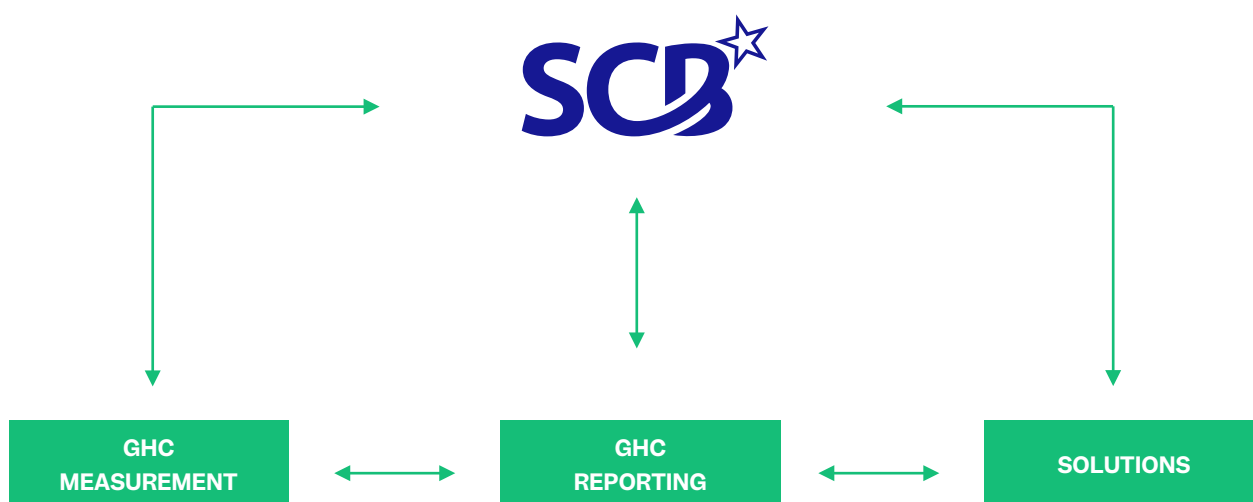 SCB
GHC
MEASUREMENT
GHC
REPORTING
SOLUTIONS